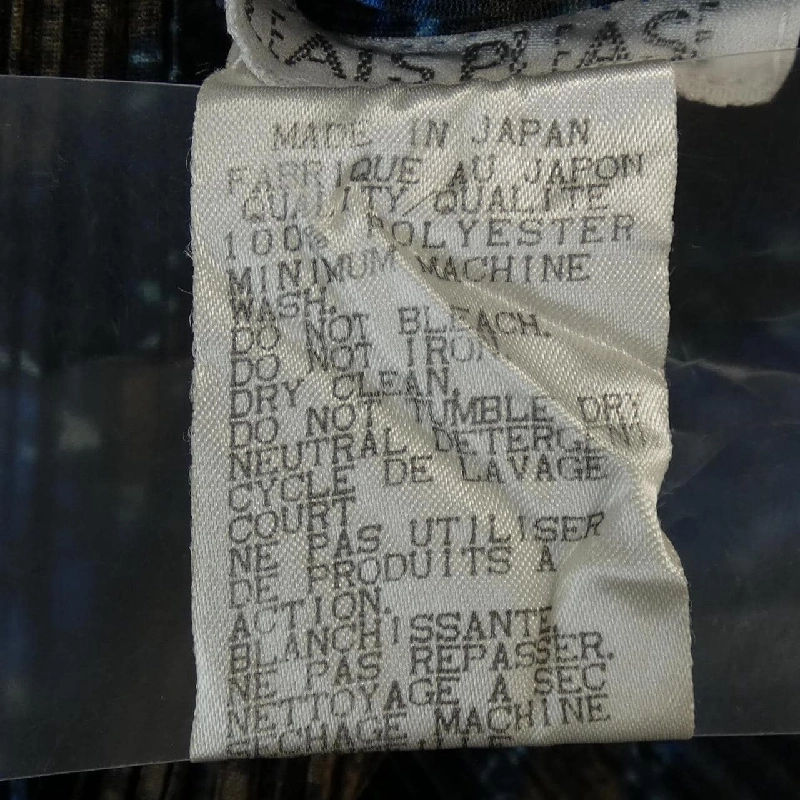 PLEAS
MADE IN JAPAN
FABRIQUE AU JAPON
QUALITY/QUALITE
100% POLYESTER
MINIMUM MACHINE
WASH.
DO NOT BLEACH.
DO NOT IRON
DRY CLEAN.
DO NOT TUMBLE DRY
NEUTRAL DETERGEND
CYCLE DE LAVAGE
COURT
NE PAS UTILISER
DE PRODUITS A
ACTION.
BLANCHISSANTE,
NE PAS REPASSER.
NETTOYAGE A SEC
SECHAGE MACHINE